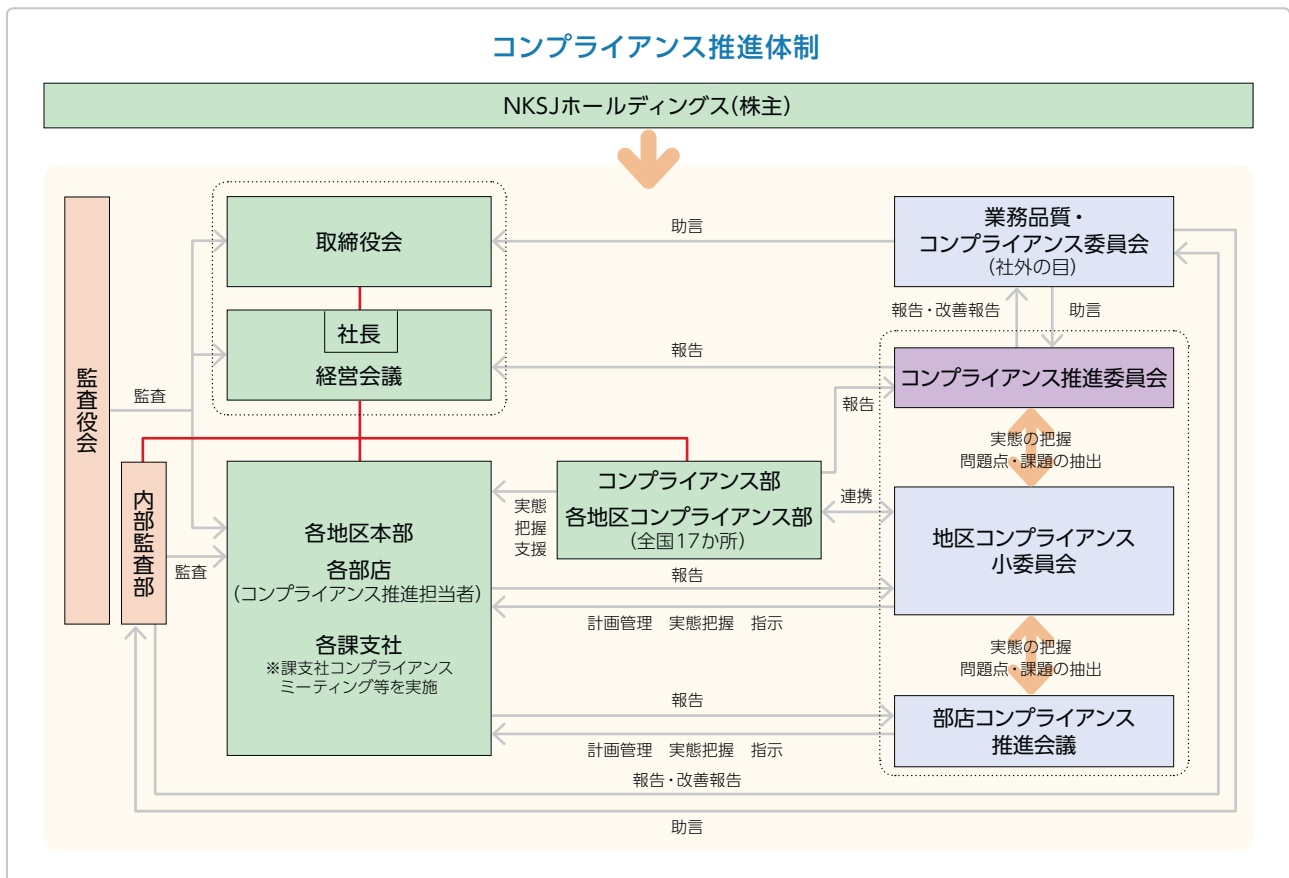 コンプライアンス推進体制
NKSJホールディングス(株主)
監査役会
監査
内部監査部
監査
取締役会
社長
経営会議
各地区本部
各部店
(コンプライアンス推進担当者)
各課支社
※課支社コンプライアンス
ミーティング等を実施
助言
報告
業務品質・
コンプライアンス委員会
(社外の目)
報告・改善報告
助言
コンプライアンス推進委員会
報告
実態の把握
問題点・課題の抽出
コンプライアンス部
各地区コンプライアンス部
(全国17か所)
実態
把握
支援
連携
地区コンプライアンス
小委員会
報告
計画管理 実態把握 指示
実態の把握
問題点・課題の抽出
部店コンプライアンス
推進会議
報告
計画管理 実態把握 指示
報告・改善報告
助言